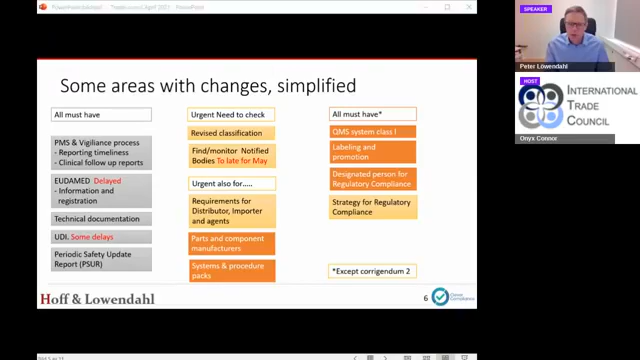 SPEAKER
Peter Löwendahl
HOST
INTERNATIONAL
TRADE
COUNCIL
Onyx Connor
Some areas with changes, simplified
All must have
PMS & Vigiliance process
- Reporting timeliness
- Clinical follow up reports
EUDAMED Delayed
- Information and
registration
Technical documentation
UDI. Some delays
Periodic Safety Update
Report (PSUR)
Urgent Need to check
Revised classification
Find/monitor Notified
Bodies To late for May
Urgent also for.....
Requirements for
Distributor, Importer
and agents
Parts and component
manufacturers
Systems & procedure
packs
All must have*
QMS system class I
Labeling and
promotion
Designated person for
Regulatory Compliance
Strategy for Regulatory
Compliance
*Except corrigendum 2
Hoff & Lowendahl
6